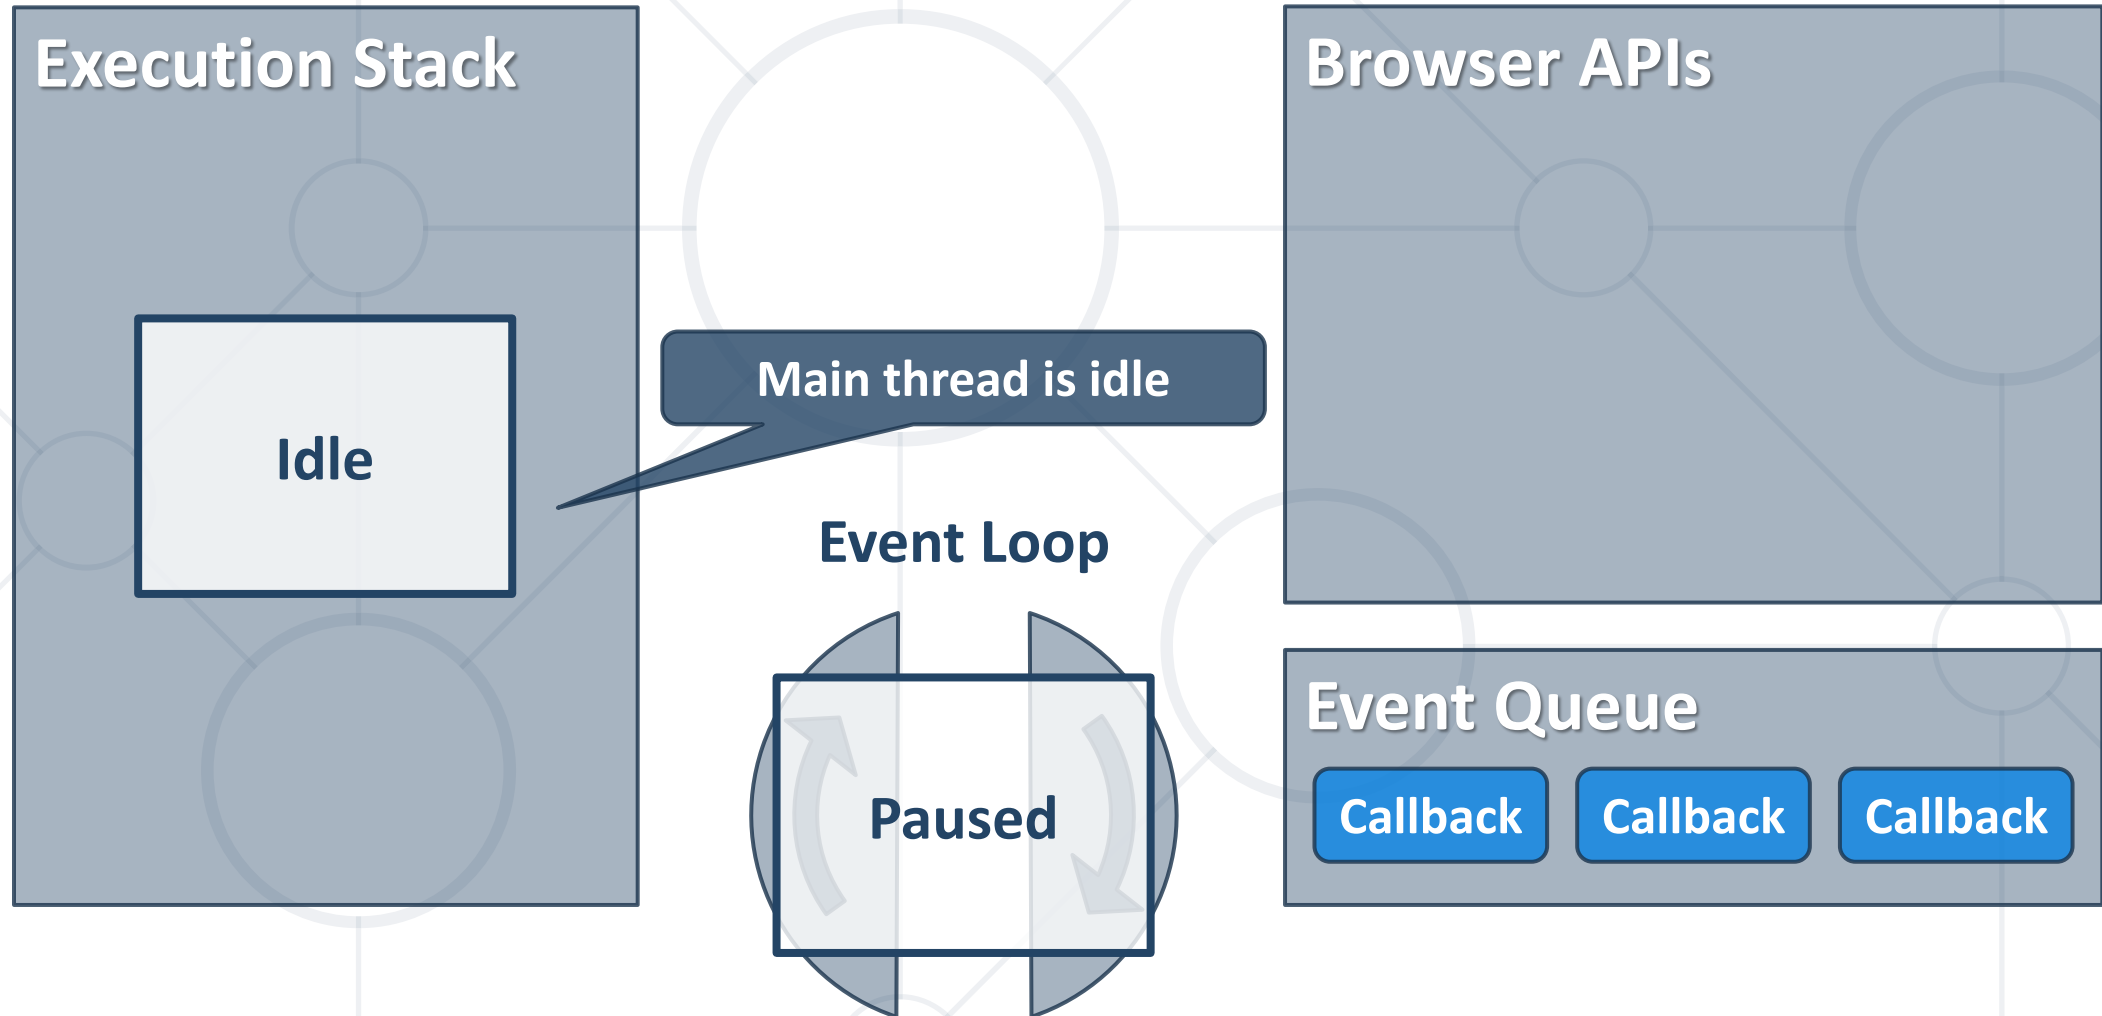 Execution Stack
Browser APIs
Main thread is idle
Idle
Event Loop
Event Queue
Paused
Callback
Callback
Callback